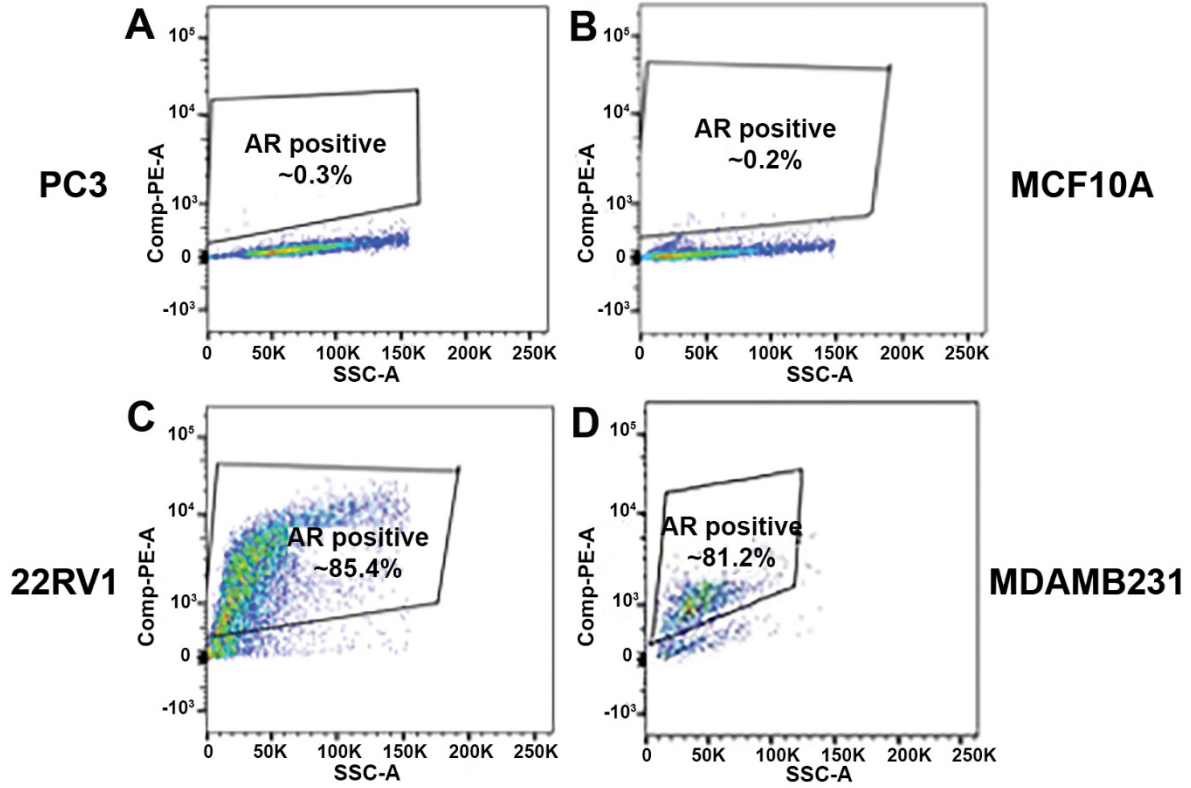 A
10⁵
10⁴
10³
0
-10³
Comp-PE-A
AR positive
~0.3%
0 50K 100K 150K 200K 250K
SSC-A
PC3
B
10⁵
10⁴
10³
0
-10³
Comp-PE-A
AR positive
~0.2%
0 50K 100K 150K 200K 250K
SSC-A
MCF10A
C
10⁵
10⁴
10³
0
-10³
Comp-PE-A
AR positive
~85.4%
0 50K 100K 150K 200K 250K
SSC-A
22RV1
D
10⁵
10⁴
10³
0
-10³
Comp-PE-A
AR positive
~81.2%
0 50K 100K 150K 200K 250K
SSC-A
MDAMB231